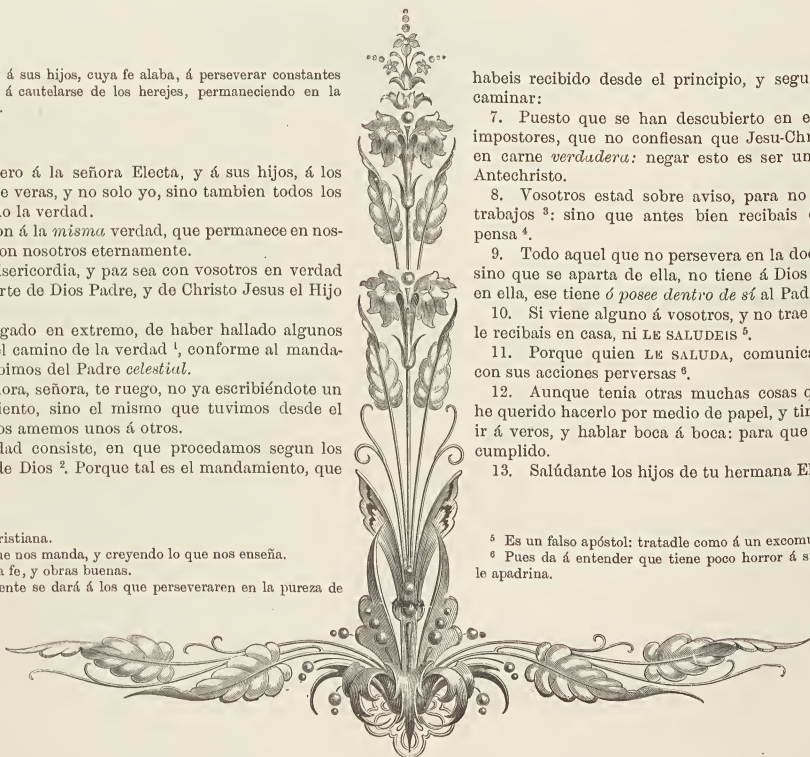 á sus hijos, cuya fe alaba, á perseverar constantes
á cautelarse de los herejes, permaneciendo en la
ero á la señora Electa, y á sus hijos, á los
e veras, y no solo yo, sino tambien todos los
o la verdad.
on á la misma verdad, que permanece en nos-
on nosotros eternamente.
isericordia, y paz sea con vosotros en verdad
rte de Dios Padre, y de Christo Jesus el Hijo
gado en extremo, de haber hallado algunos
l camino de la verdad ¹, conforme al manda-
bimos del Padre celestial.
ora, señora, te ruego, no ya escribiéndote un
iento, sino el mismo que tuvimos desde el
os amemos unos á otros.
dad consiste, en que procedamos segun los
de Dios ². Porque tal es el mandamiento, que
ristiana.
ue nos manda, y creyendo lo que nos enseña.
a fe, y obras buenas.
ente se dará á los que perseveraren en la pureza de
habeis recibido desde el principio, y segu
caminar:
7. Puesto que se han descubierto en e
impostores, que no confiesan que Jesu-Chr
en carne verdadera: negar esto es ser un
Antechristo.
8. Vosotros estad sobre aviso, para no
trabajos ³: sino que antes bien recibais
pensa ⁴.
9. Todo aquel que no persevera en la doc
sino que se aparta de ella, no tiene á Dios
en ella, ese tiene ó posee dentro de sí al Pad
10. Si viene alguno á vosotros, y no trae
le recibais en casa, ni LE SALUDEIS ⁵.
11. Porque quien LE SALUDA, comunica
con sus acciones perversas ⁶.
12. Aunque tenia otras muchas cosas q
he querido hacerlo por medio de papel, y tin
ir á veros, y hablar boca á boca: para que
cumplido.
13. Salúdante los hijos de tu hermana El
⁵ Es un falso apóstol: tratadle como á un excomu
⁶ Pues da á entender que tiene poco horror á s
le apadrina.